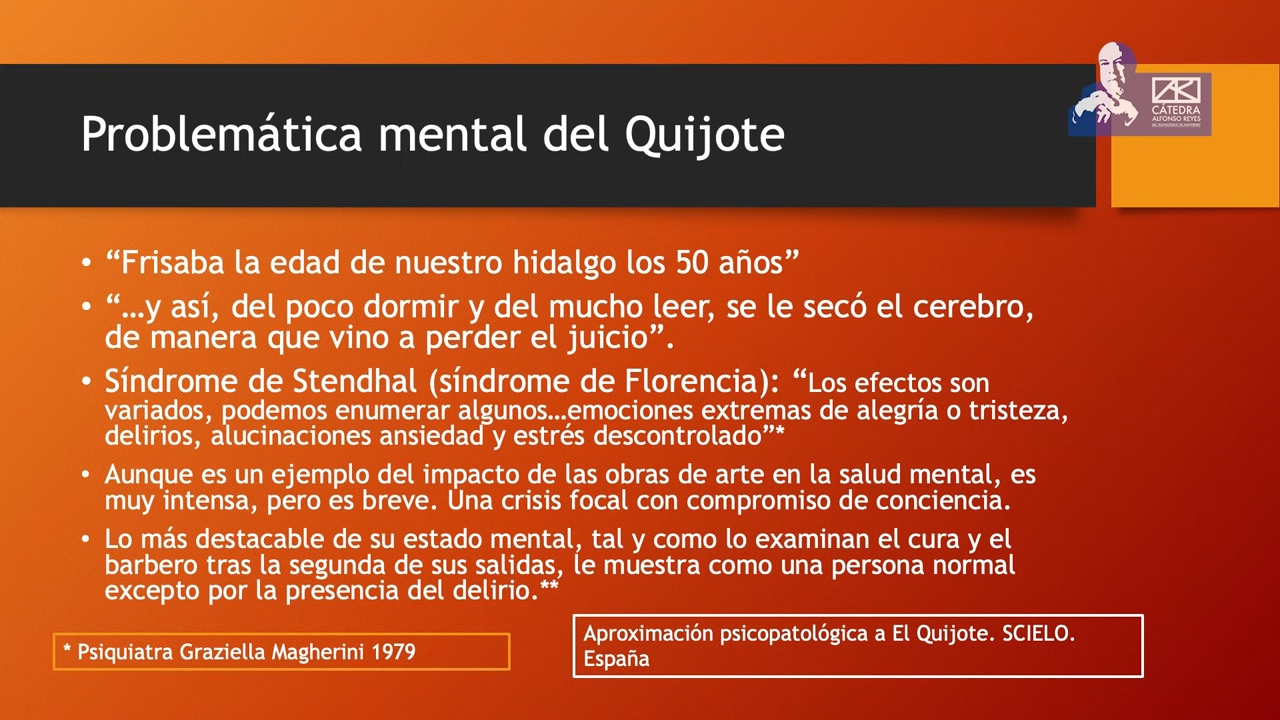 CÁTEDRA
ALFONSO REYES
DEL TECNOLÓGICO DE MONTERREY
Problemática mental del Quijote
• “Frisaba la edad de nuestro hidalgo los 50 años”
• “…y así, del poco dormir y del mucho leer, se le secó el cerebro,
de manera que vino a perder el juicio”.
• Síndrome de Stendhal (síndrome de Florencia): “Los efectos son
variados, podemos enumerar algunos…emociones extremas de alegría o tristeza,
delirios, alucinaciones ansiedad y estrés descontrolado”*
• Aunque es un ejemplo del impacto de las obras de arte en la salud mental, es
muy intensa, pero es breve. Una crisis focal con compromiso de conciencia.
• Lo más destacable de su estado mental, tal y como lo examinan el cura y el
barbero tras la segunda de sus salidas, le muestra como una persona normal
excepto por la presencia del delirio.**
* Psiquiatra Graziella Magherini 1979
Aproximación psicopatológica a El Quijote. SCIELO.
España